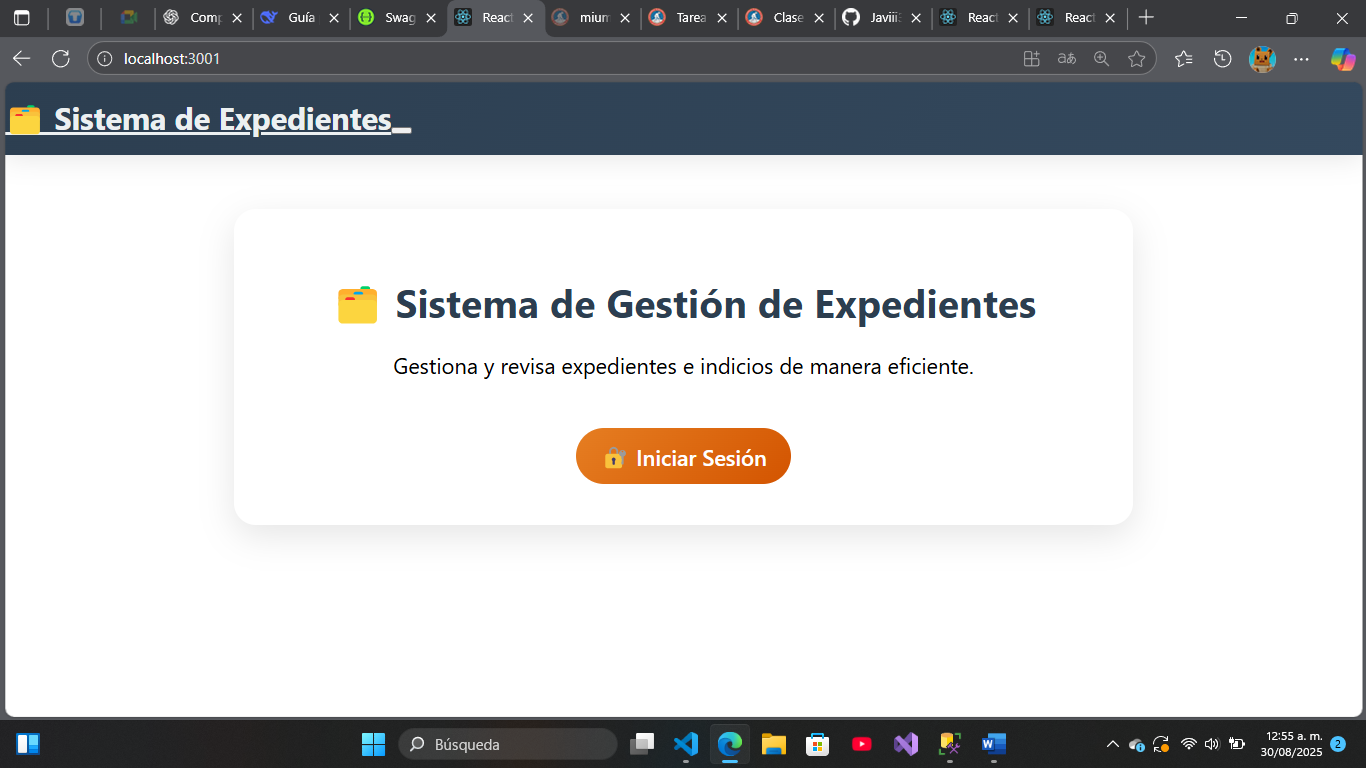 Comp
Guía
Swag
React
mium
Tarea
Clase
Javiii
React
React
localhost:3001
Sistema de Expedientes
Sistema de Gestión de Expedientes
Gestiona y revisa expedientes e indicios de manera eficiente.
Iniciar Sesión
Búsqueda
12:55 a. m.
30/08/2025
2